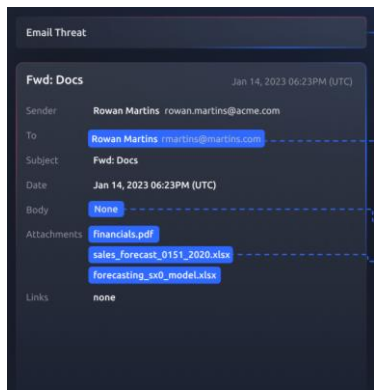 Email Threat
Fwd: Docs Jan 14, 2023 06:23PM (UTC)
Sender Rowan Martins rowan.martins@acme.com
To Rowan Martins rmartins@martins.com
Subject Fwd: Docs
Date Jan 14, 2023 06:23PM (UTC)
Body None
Attachments financials.pdf
sales_forecast_0151_2020.xlsx
forecasting_sx0_model.xlsx
Links none